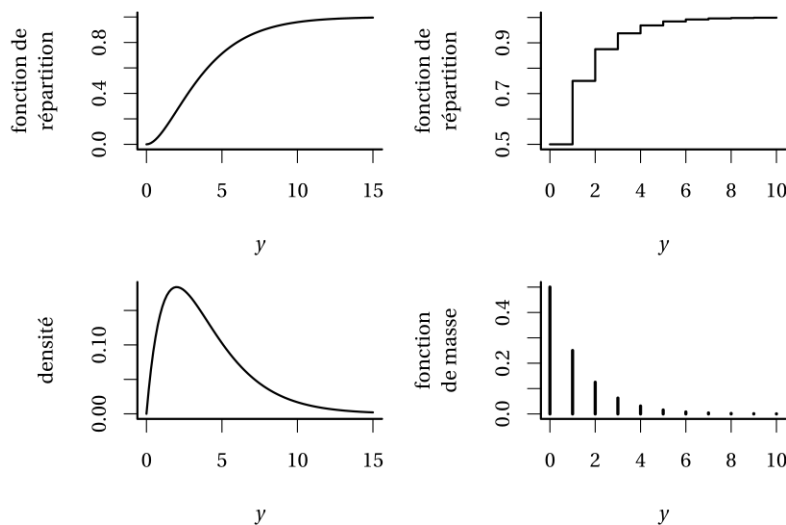 fonction de
répartition
0.0 0.4 0.8
0 5 10 15
y
fonction de
répartition
0.5 0.7 0.9
0 2 4 6 8 10
y
densité
0.00 0.10
0 5 10 15
y
fonction
de masse
0.0 0.2 0.4
0 2 4 6 8 10
y